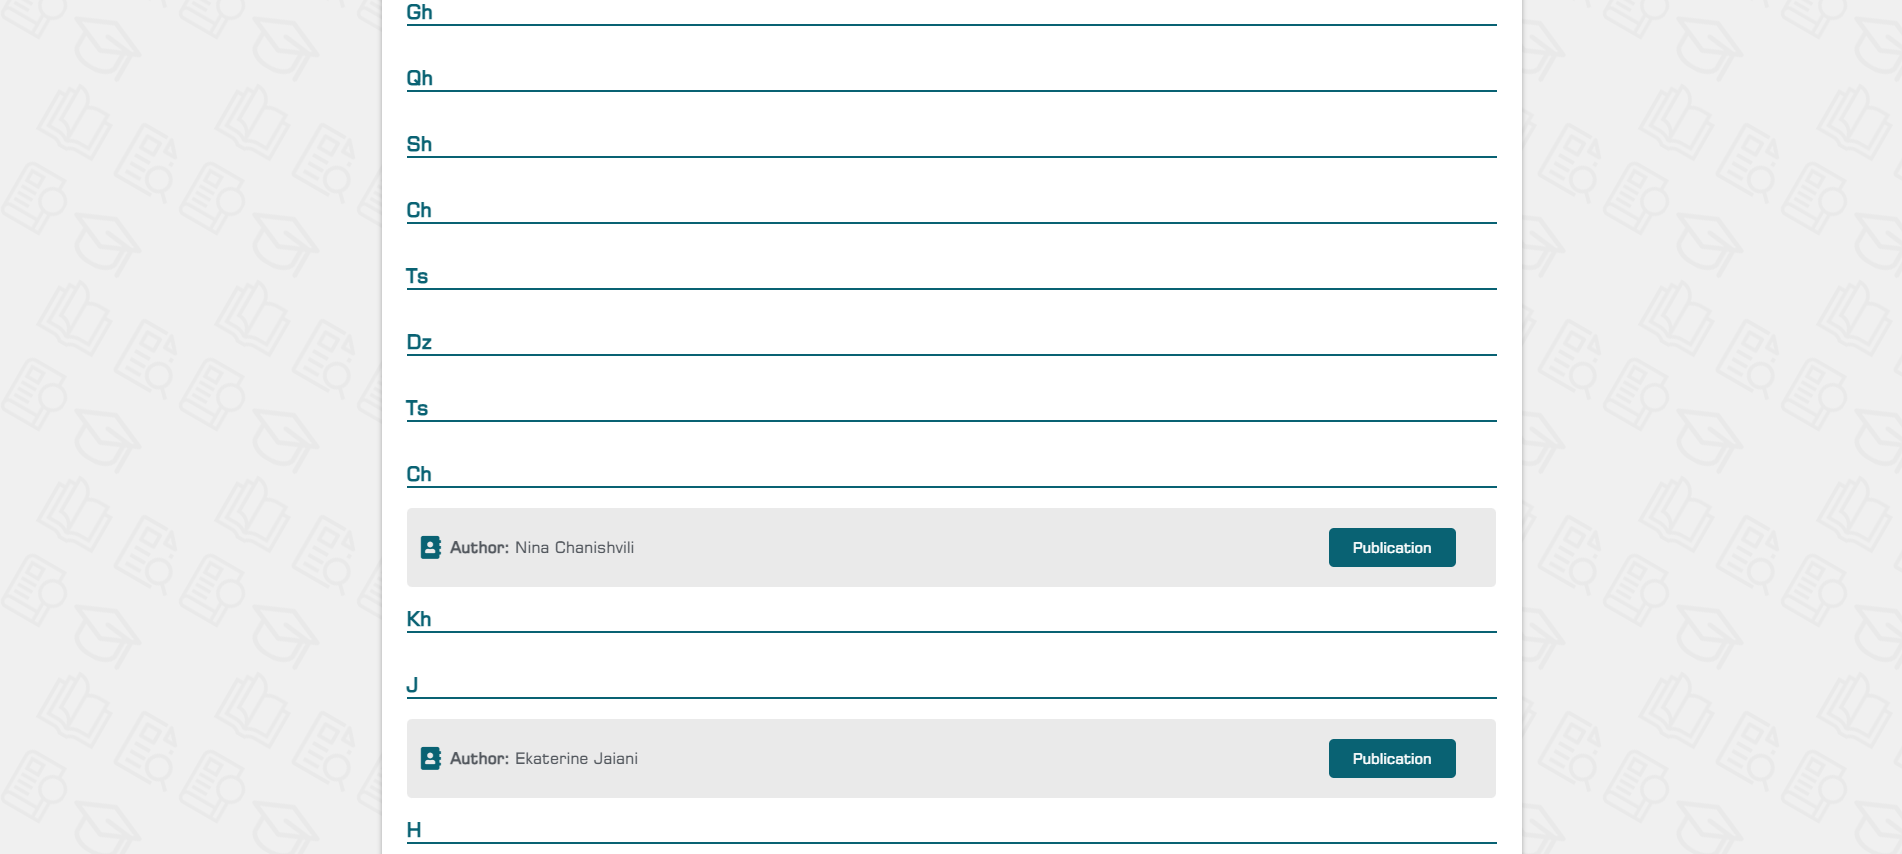 Gh
Qh
Sh
Ch
Ts
Dz
Ts
Ch
Author: Nina Chanishvili
Publication
Kh
J
Author: Ekaterine Jaiani
Publication
H